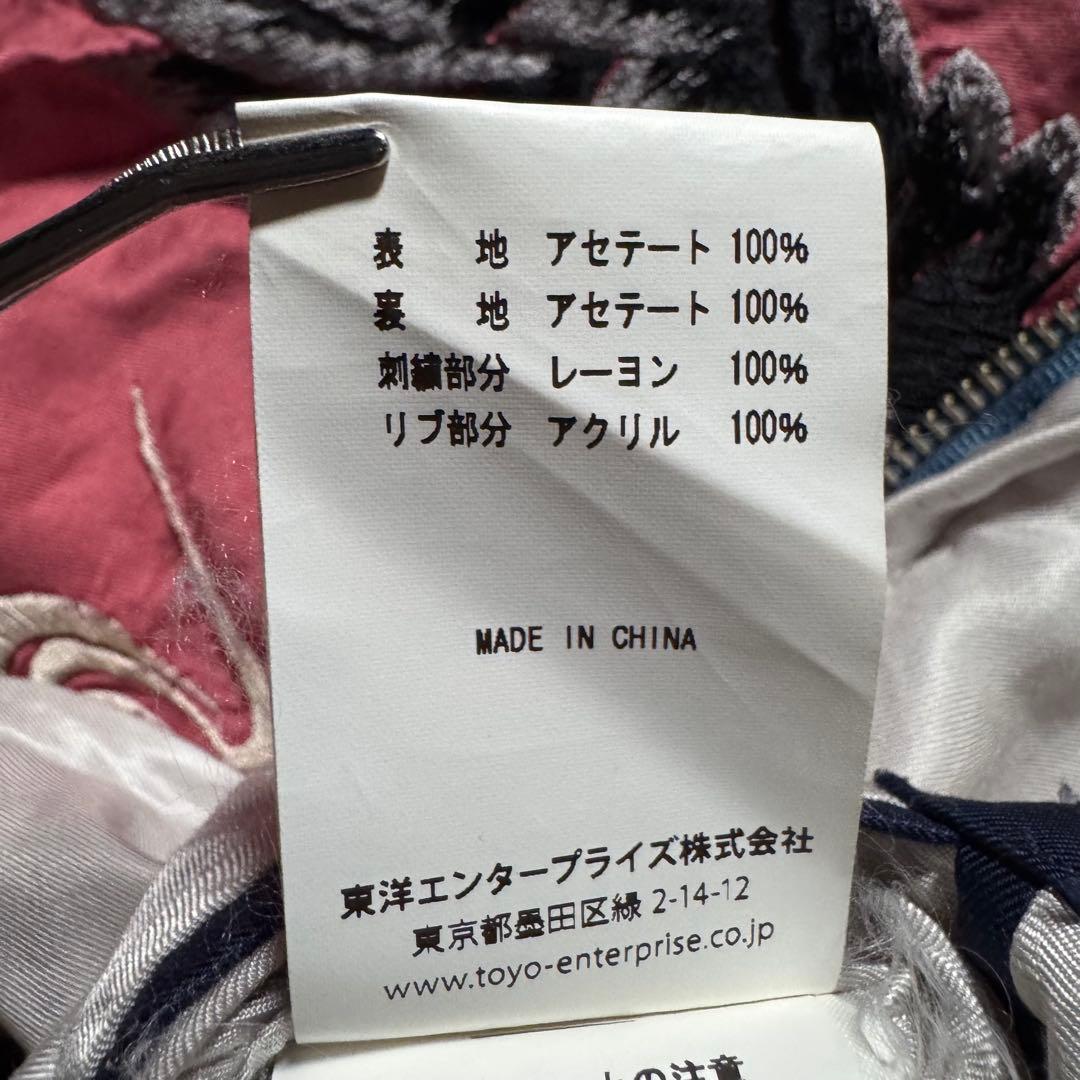 表 地 アセテート 100%
裏 地 アセテート 100%
刺繍部分 レーヨン 100%
リブ部分 アクリル 100%
MADE IN CHINA
東洋エンタープライズ株式会社
東京都墨田区緑 2-14-12
www.toyo-enterprise.co.jp
の注意